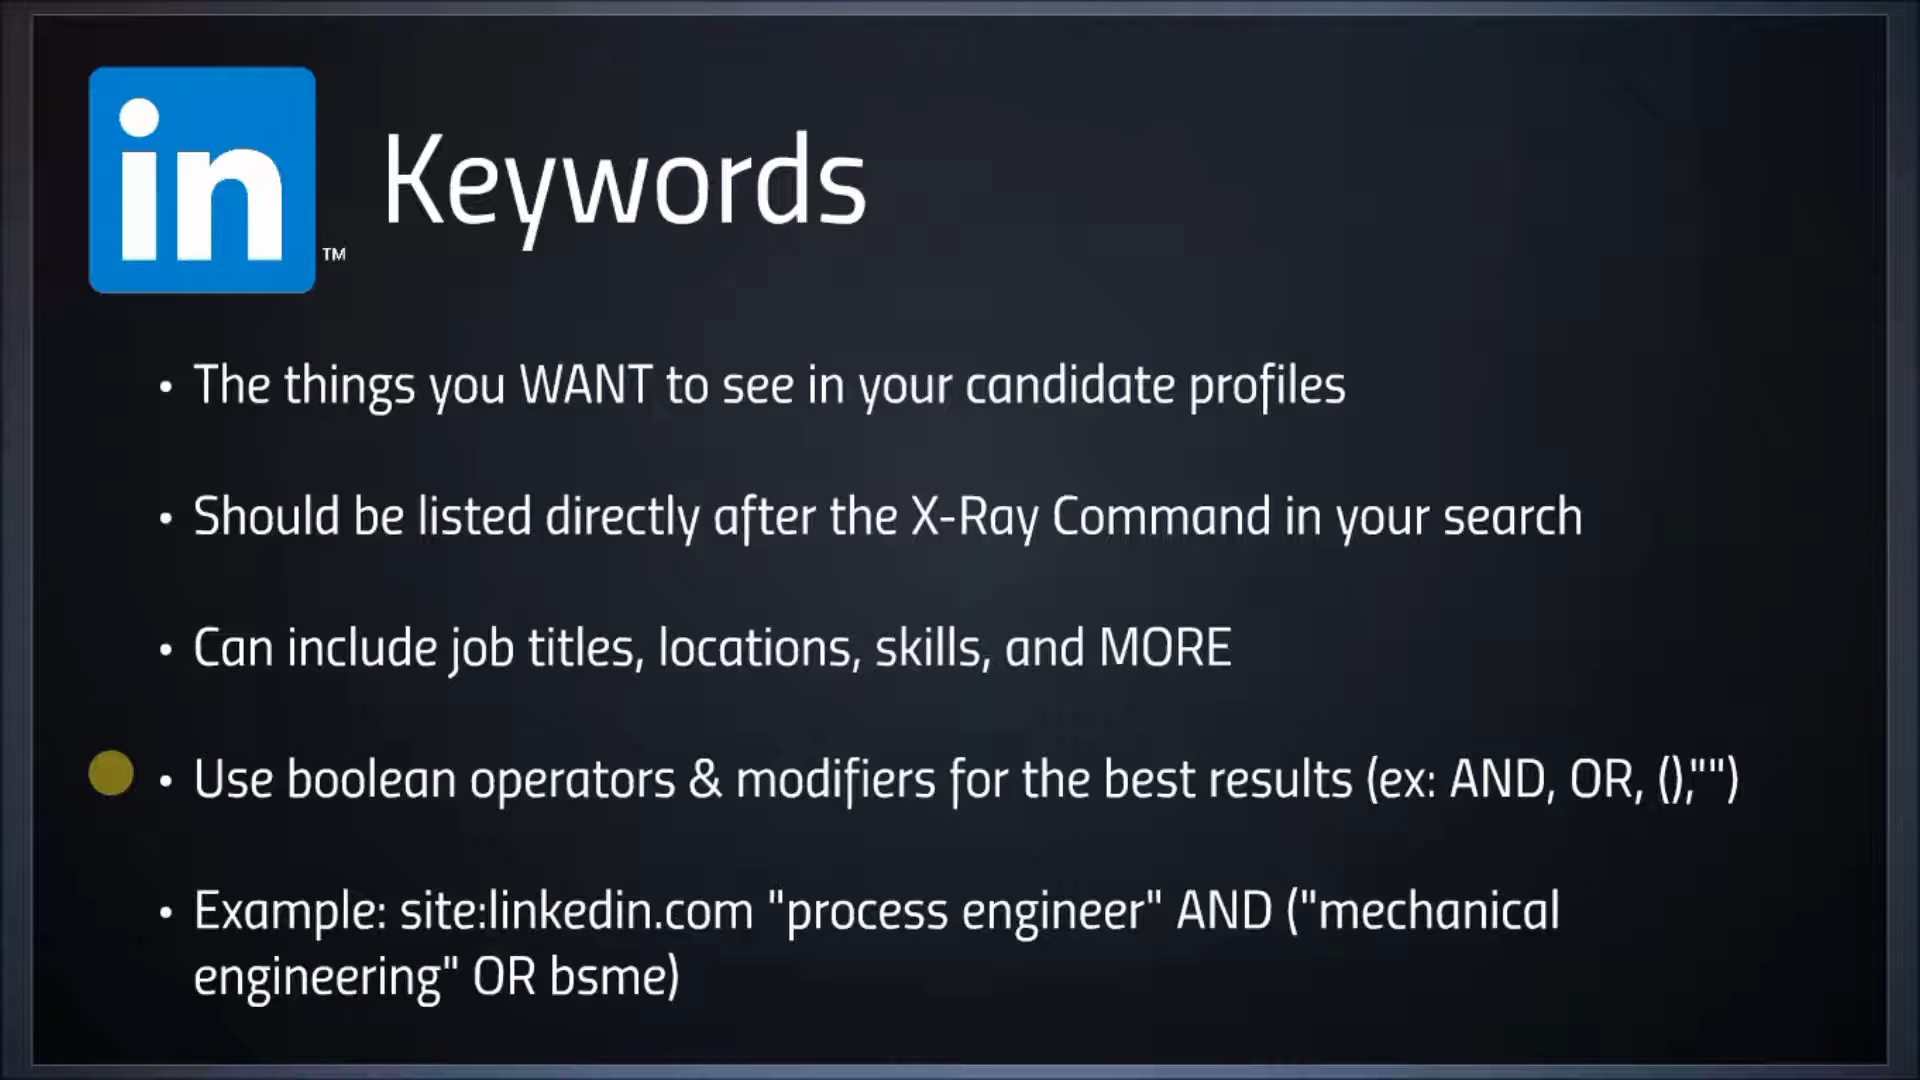 in™ Keywords
• The things you WANT to see in your candidate profiles
• Should be listed directly after the X-Ray Command in your search
• Can include job titles, locations, skills, and MORE
• Use boolean operators & modifiers for the best results (ex: AND, OR, (),"")
• Example: site:linkedin.com "process engineer" AND ("mechanical
engineering" OR bsme)